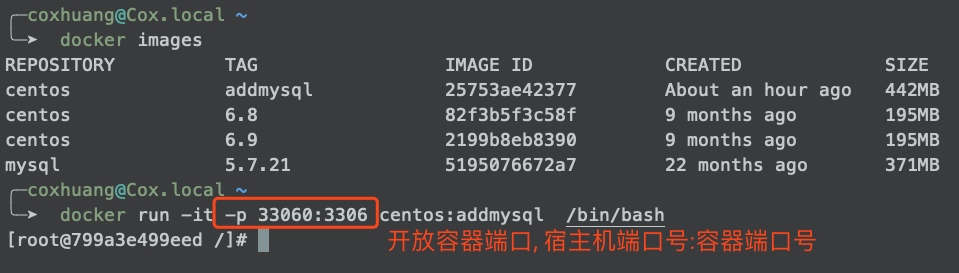 ╭─coxhuang@Cox.local ~
╰─➤ docker images
REPOSITORY TAG IMAGE ID CREATED SIZE
centos addmysql 25753ae42377 About an hour ago 442MB
centos 6.8 82f3b5f3c58f 9 months ago 195MB
centos 6.9 2199b8eb8390 9 months ago 195MB
mysql 5.7.21 5195076672a7 22 months ago 371MB
╭─coxhuang@Cox.local ~
╰─➤ docker run -it -p 33060:3306 centos:addmysql /bin/bash
[root@799a3e499eed /]#
开放容器端口, 宿主机端口号:容器端口号